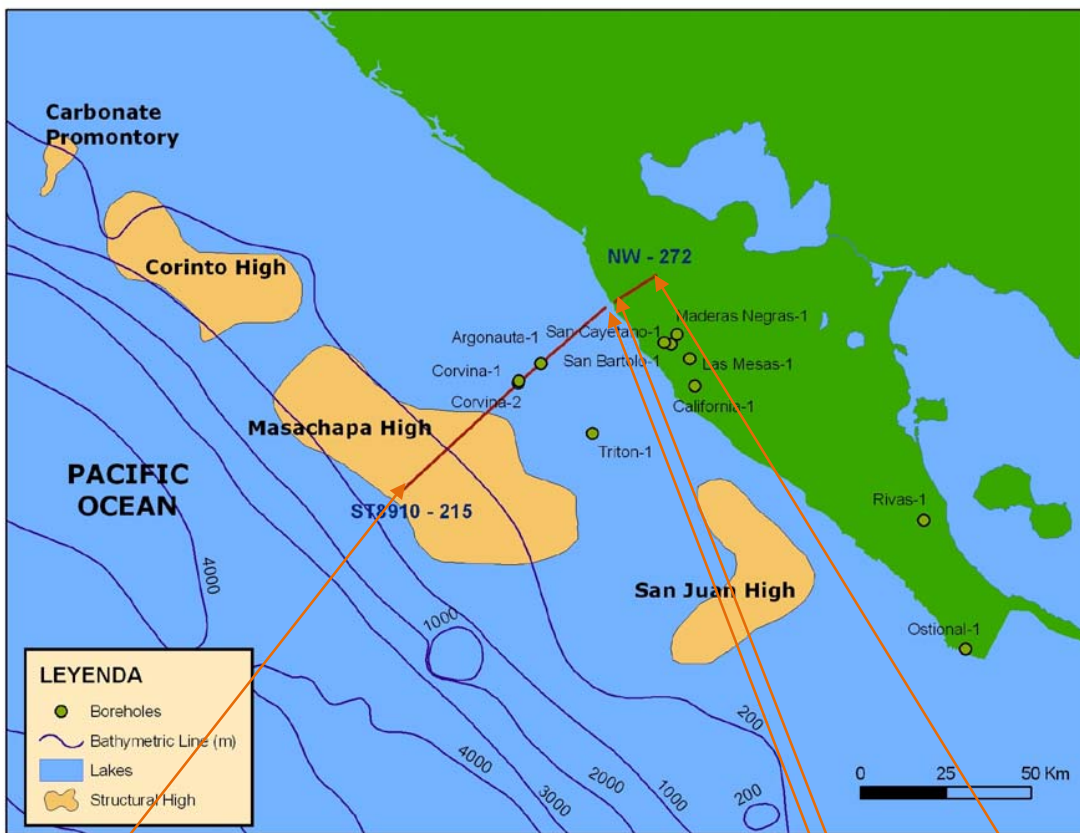 Carbonate
Promontory
Corinto High
NW - 272
Maderas Negras-1
San Cayetano-1
Argonauta-1
San Bartolo-1
Las Mesas-1
Corvina-1
California-1
Corvina-2
Masachapa High
Triton-1
PACIFIC
OCEAN
Rivas-1
ST8910 - 215
4000
San Juan High
1000
Ostional-1
LEYENDA
Boreholes
Bathymetric Line (m)
Lakes
Structural High
200
4000
3000
2000
1000
200
0 25 50 Km